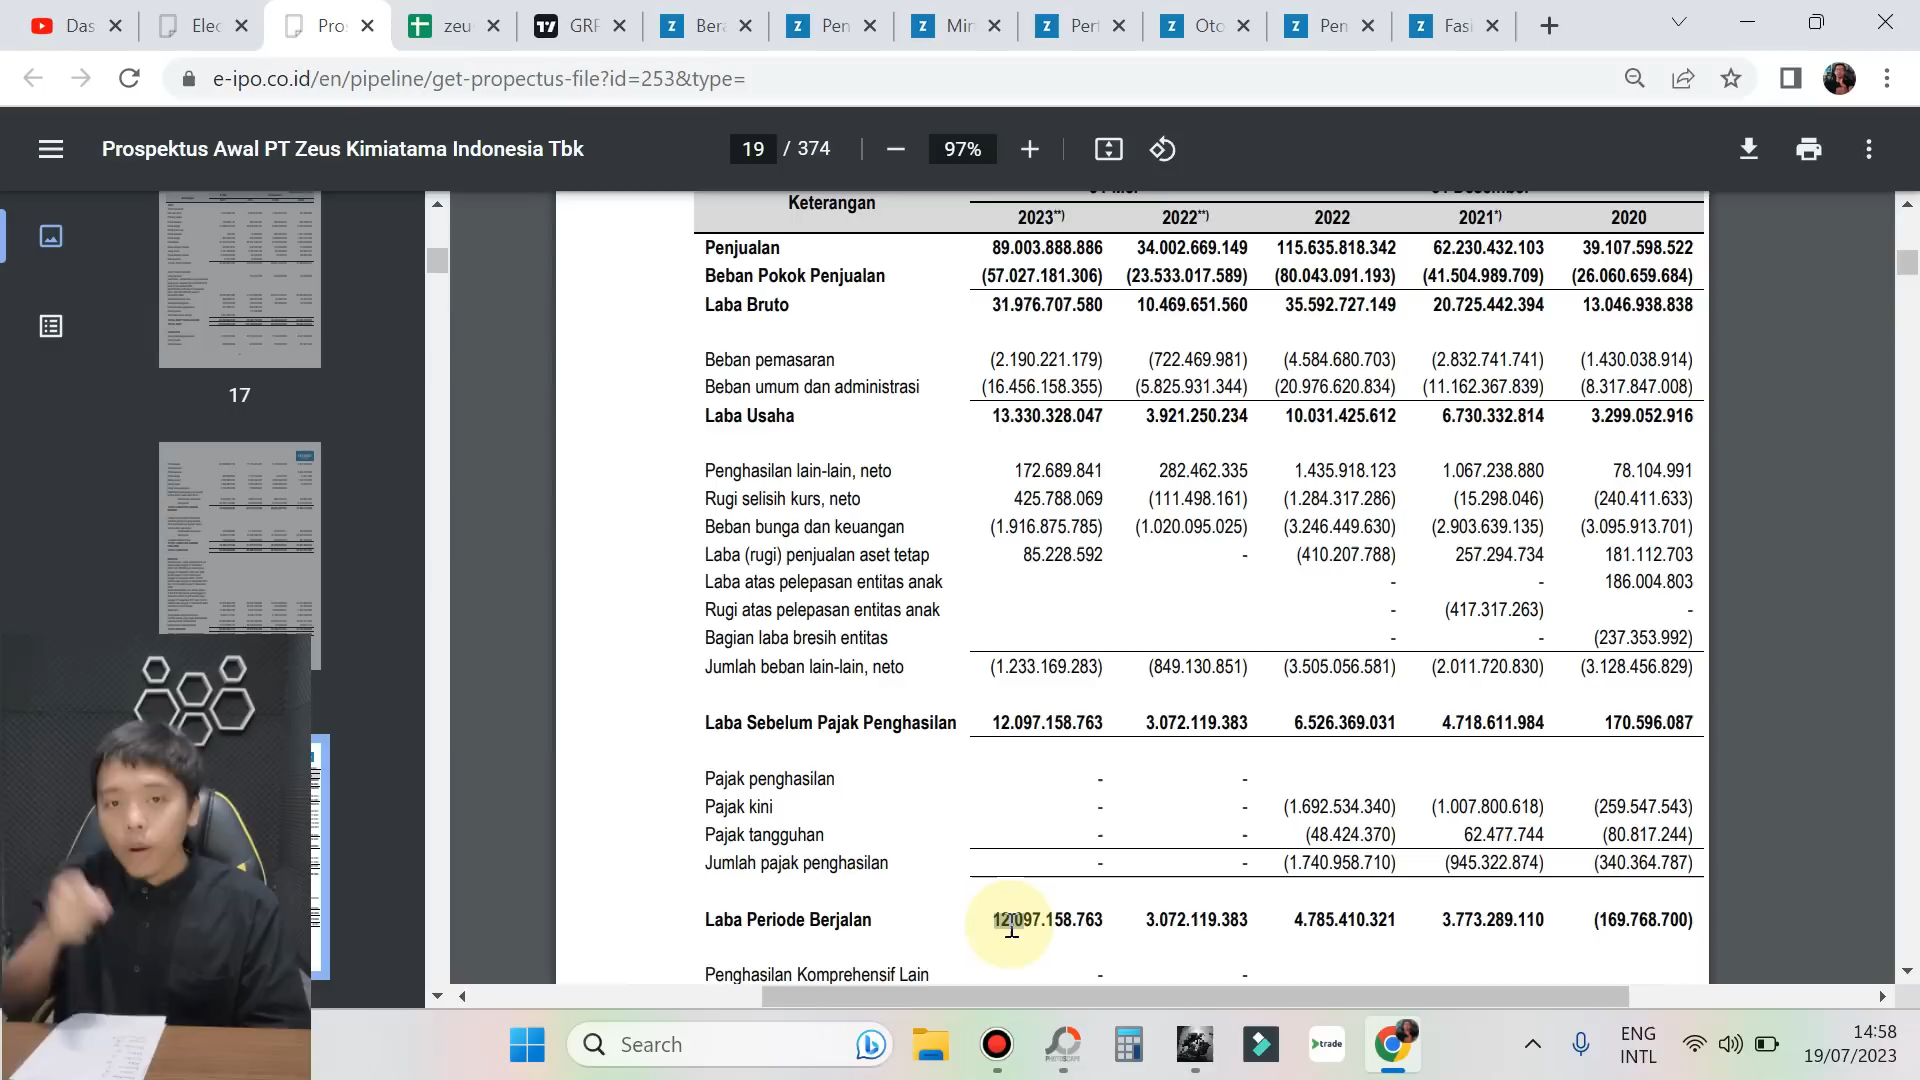 Das
Elec
Pros
zeu
GRP
Ber
Pen
Min
Per
Oto
Pen
Fasi
e-ipo.co.id/en/pipeline/get-propectus-file?id=253&type=
Prospektus Awal PT Zeus Kimiatama Indonesia Tbk
19 / 374
97%
17
Keterangan
2023**) 2022**) 2022 2021*) 2020
Penjualan 89.003.888.886 34.002.669.149 115.635.818.342 62.230.432.103 39.107.598.522
Beban Pokok Penjualan (57.027.181.306) (23.533.017.589) (80.043.091.193) (41.504.989.709) (26.060.659.684)
Laba Bruto 31.976.707.580 10.469.651.560 35.592.727.149 20.725.442.394 13.046.938.838
Beban pemasaran (2.190.221.179) (722.469.981) (4.584.680.703) (2.832.741.741) (1.430.038.914)
Beban umum dan administrasi (16.456.158.355) (5.825.931.344) (20.976.620.834) (11.162.367.839) (8.317.847.008)
Laba Usaha 13.330.328.047 3.921.250.234 10.031.425.612 6.730.332.814 3.299.052.916
Penghasilan lain-lain, neto 172.689.841 282.462.335 1.435.918.123 1.067.238.880 78.104.991
Rugi selisih kurs, neto 425.788.069 (111.498.161) (1.284.317.286) (15.298.046) (240.411.633)
Beban bunga dan keuangan (1.916.875.785) (1.020.095.025) (3.246.449.630) (2.903.639.135) (3.095.913.701)
Laba (rugi) penjualan aset tetap 85.228.592 - (410.207.788) 257.294.734 181.112.703
Laba atas pelepasan entitas anak - - 186.004.803
Rugi atas pelepasan entitas anak - (417.317.263) -
Bagian laba bresih entitas - - (237.353.992)
Jumlah beban lain-lain, neto (1.233.169.283) (849.130.851) (3.505.056.581) (2.011.720.830) (3.128.456.829)
Laba Sebelum Pajak Penghasilan 12.097.158.763 3.072.119.383 6.526.369.031 4.718.611.984 170.596.087
Pajak penghasilan - -
Pajak kini - - (1.692.534.340) (1.007.800.618) (259.547.543)
Pajak tangguhan - - (48.424.370) 62.477.744 (80.817.244)
Jumlah pajak penghasilan - - (1.740.958.710) (945.322.874) (340.364.787)
Laba Periode Berjalan 12.097.158.763 3.072.119.383 4.785.410.321 3.773.289.110 (169.768.700)
Penghasilan Komprehensif Lain - -
Search
PHOTOSCAPE
trade
ENG
INTL
14:58
19/07/2023